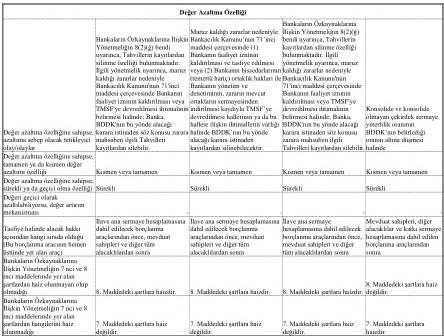 Değer Azaltma Özelliği
Değer azaltma özelliğine sahipse,
azaltıma sebep olacak tetikleyici
olay/olaylar
Bankaların Özkaynaklarına İlişkin
Yönetmeliğin 8(2)(ğ) bendi
uyarınca, Tahvillerin kayıtlardan
silinme özelliği bulunmaktadır.
İlgili yönetmelik uyarınca, maruz
kaldığı zararlar nedeniyle
Bankacılık Kanunu'nun 71'inci
maddesi çerçevesinde Bankanın
faaliyet izninin kaldırılması veya
TMSF'ye devredilmesi ihtimalinin
belirmesi halinde; Banka,
BDDK'nın bu yönde alacağı
karara istinaden söz konusu zarara
mahsuben ilgili Tahvilleri
kayıtlardan silebilir.
Maruz kaldığı zararlar nedeniyle
Bankacılık Kanunu'nun 71'inci
maddesi çerçevesinde (1)
Bankanın faaliyet izninin
kaldırılması ve tasfiye edilmesi
veya (2) Bankanın hissedarlarının
(temettü hariç) ortaklık hakları ile
Bankanın yönetim ve
denetiminin, zararın mevcut
ortakların sermayesinden
indirilmesi kaydıyla TMSF'ye
devredilmesi hallerinin ya da bu
hallere ilişkin ihtimallerin varlığı
halinde BDDK'nın bu yönde
alacağı karara istinaden
kayıtlardan silinebilecektir.
Bankaların Özkaynaklarına
İlişkin Yönetmeliğin 8(2)(ğ)
bendi uyarınca, Tahvillerin
kayıtlardan silinme özelliği
bulunmaktadır. İlgili
yönetmelik uyarınca, maruz
kaldığı zararlar nedeniyle
Bankacılık Kanunu'nun
71'inci maddesi çerçevesinde
Bankanın faaliyet izninin
kaldırılması veya TMSF'ye
devredilmesi ihtimalinin
belirmesi halinde; Banka,
BDDK'nın bu yönde alacağı
karara istinaden söz konusu
zarara mahsuben ilgili
Tahvilleri kayıtlardan silebilir.
Konsolide ve konsolide
olmayan çekirdek sermaye
yeterlilik oranının
BDDK'nın belirlediği
oranın altına düşmesi
halinde
Değer azaltma özelliğine sahipse,
tamamen ya da kısmen değer
azaltımı özelliği
Kısmen veya tamamen
Kısmen veya tamamen
Kısmen veya tamamen
Kısmen veya tamamen
Değer azaltma özelliğine sahipse,
sürekli ya da geçici olma özelliği
Sürekli
Sürekli
Sürekli
Sürekli
Değeri geçici olarak
azaltılabiliyorsa, değer artırım
mekanizması
Tasfiye halinde alacak hakkı
açısından hangi sırada olduğu
(Bu borçlanma aracının hemen
üstünde yer alan araç)
İlave ana sermaye hesaplamasına
dahil edilecek borçlanma
araçlarından önce, mevduat
sahipleri ve diğer tüm
alacaklılardan sonra
İlave ana sermaye hesaplamasına
dahil edilecek borçlanma
araçlarından önce, mevduat
sahipleri ve diğer tüm
alacaklılardan sonra
İlave ana sermaye
hesaplamasına dahil edilecek
borçlanma araçlarından önce,
mevduat sahipleri ve diğer
tüm alacaklılardan sonra
Mevduat sahipleri, diğer
alacaklılar ve katkı sermaye
hesaplamasına dahil edilen
borçlanma araçlarından
sonra
Bankaların Özkaynaklarına
İlişkin Yönetmeliğin 7 nci ve 8
inci maddelerinde yer alan
şartlardan haiz olunmayan olup
olmadığı
8. Maddedeki şartları haizdir.
8. Maddedeki şartlara haizdir.
8. Maddedeki şartlara haizdir.
8. Maddedeki şartlara haiz
değildir.
Bankaların Özkaynaklarına
İlişkin Yönetmeliğin 7 nci ve 8
inci maddelerinde yer alan
şartlardan hangilerini haiz
olunmadığı
7. Maddedeki şartlara haiz
değildir.
7. Maddedeki şartlara haiz
değildir.
7. Maddedeki şartlara haiz
değildir.
7. Maddedeki şartlara haiz
değildir.